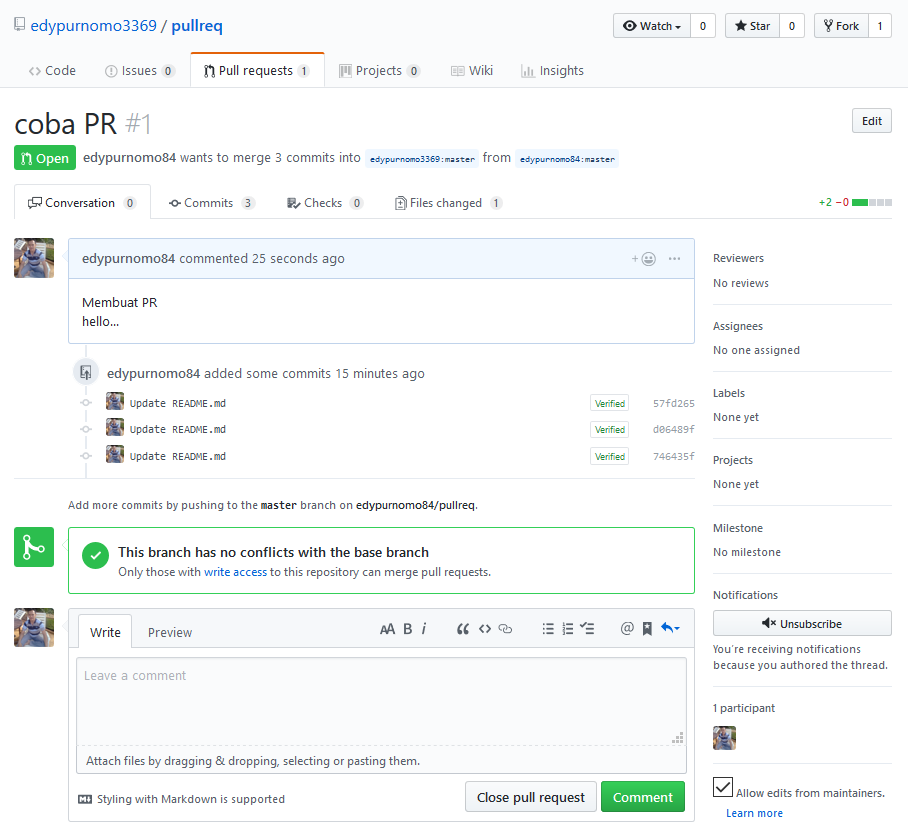 edypurnomo3369 / pullreq
Watch 0 Star 0 Fork 1
Code Issues 0 Pull requests 1 Projects 0 Wiki Insights
coba PR #1
Edit
Open edypurnomo84 wants to merge 3 commits into edypurnomo3369:master from edypurnomo84:master
Conversation 0 Commits 3 Checks 0 Files changed 1 +2 −0
edypurnomo84 commented 25 seconds ago
Membuat PR
hello...
edypurnomo84 added some commits 15 minutes ago
Update README.md Verified 57fd265
Update README.md Verified d06489f
Update README.md Verified 746435f
Add more commits by pushing to the master branch on edypurnomo84/pullreq.
This branch has no conflicts with the base branch
Only those with write access to this repository can merge pull requests.
Write Preview AA B i
Leave a comment
Attach files by dragging & dropping, selecting or pasting them.
Styling with Markdown is supported
Close pull request Comment
Reviewers
No reviews
Assignees
No one assigned
Labels
None yet
Projects
None yet
Milestone
No milestone
Notifications
Unsubscribe
You're receiving notifications
because you authored the thread.
1 participant
Allow edits from maintainers.
Learn more